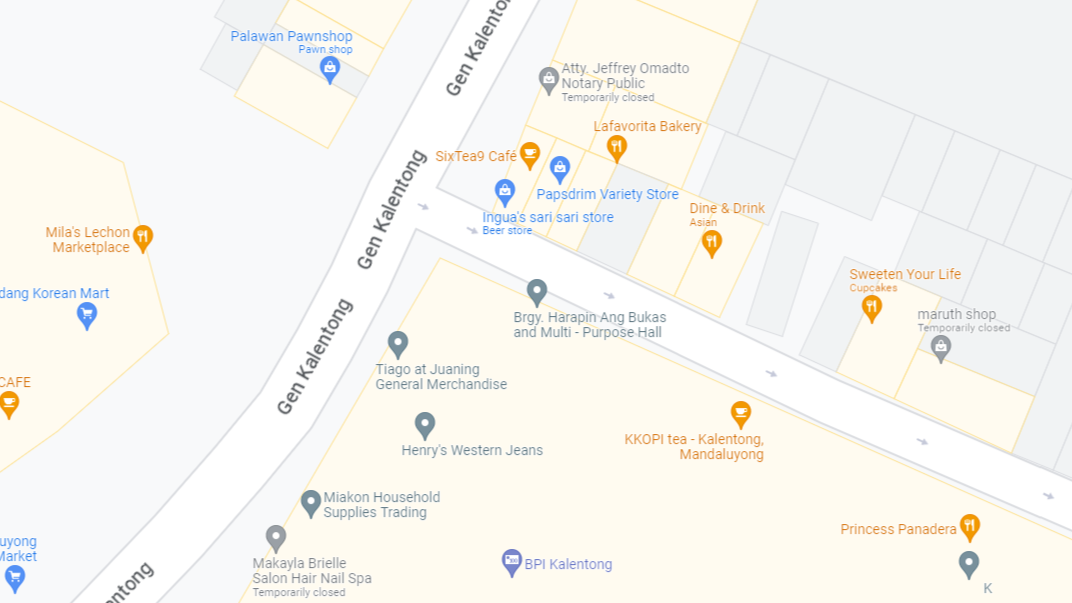 Gen Kalentong
Palawan Pawnshop
Pawn shop
Atty. Jeffrey Omadto
Notary Public
Temporarily closed
Lafavorita Bakery
SixTea9 Café
Papsdrim Variety Store
Ingua's sari sari store
Beer store
Gen Kalentong
Dine & Drink
Asian
Mila's Lechon
Marketplace
Sweeten Your Life
Cupcakes
dang Korean Mart
Brgy. Harapin Ang Bukas
and Multi - Purpose Hall
maruth shop
Temporarily closed
Gen Kalentong
Tiago at Juaning
General Merchandise
CAFE
KKOPI tea - Kalentong,
Mandaluyong
Henry's Western Jeans
Miakon Household
Supplies Trading
Princess Panadera
uyong
Market
Makayla Brielle
Salon Hair Nail Spa
Temporarily closed
BPI Kalentong
K
entong